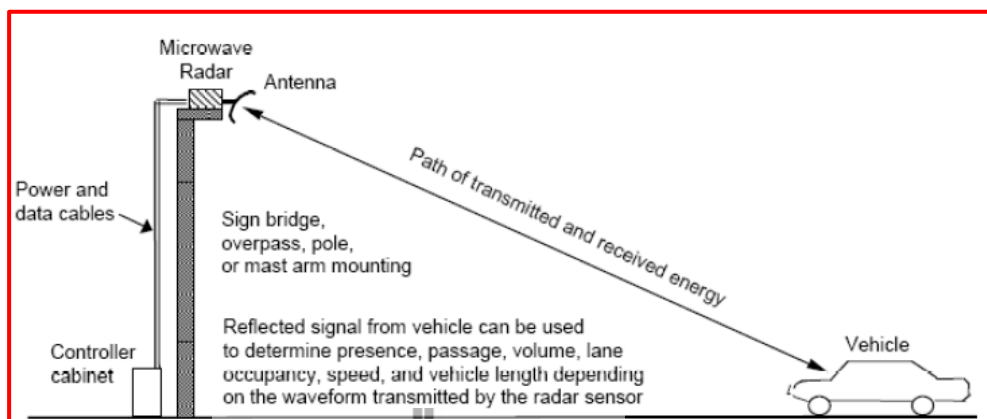 Microwave
Radar
Antenna
Path of transmitted and received energy
Power and
data cables
Sign bridge,
overpass, pole,
or mast arm mounting
Reflected signal from vehicle can be used
to determine presence, passage, volume, lane
occupancy, speed, and vehicle length depending
on the waveform transmitted by the radar sensor
Controller
cabinet
Vehicle